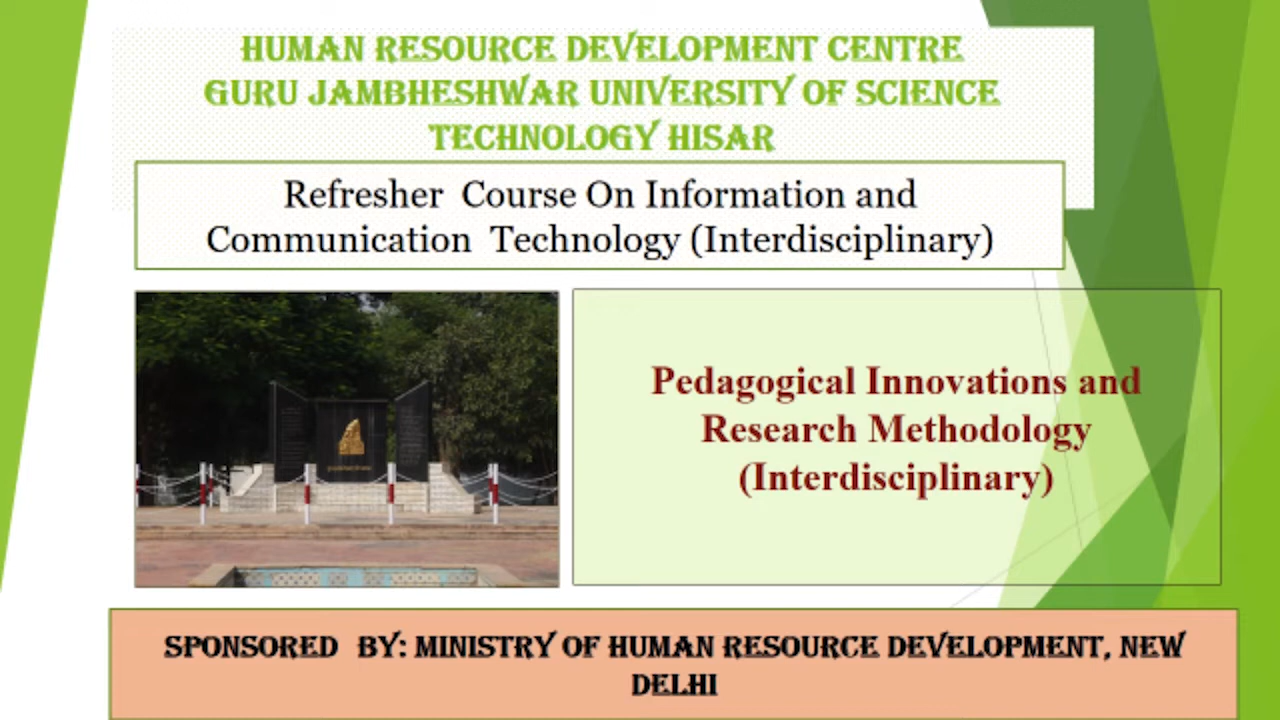 HUMAN RESOURCE DEVELOPMENT CENTRE
GURU JAMBHESHWAR UNIVERSITY OF SCIENCE
TECHNOLOGY HISAR
Refresher Course On Information and
Communication Technology (Interdisciplinary)
Pedagogical Innovations and
Research Methodology
(Interdisciplinary)
SPONSORED BY: MINISTRY OF HUMAN RESOURCE DEVELOPMENT, NEW
DELHI